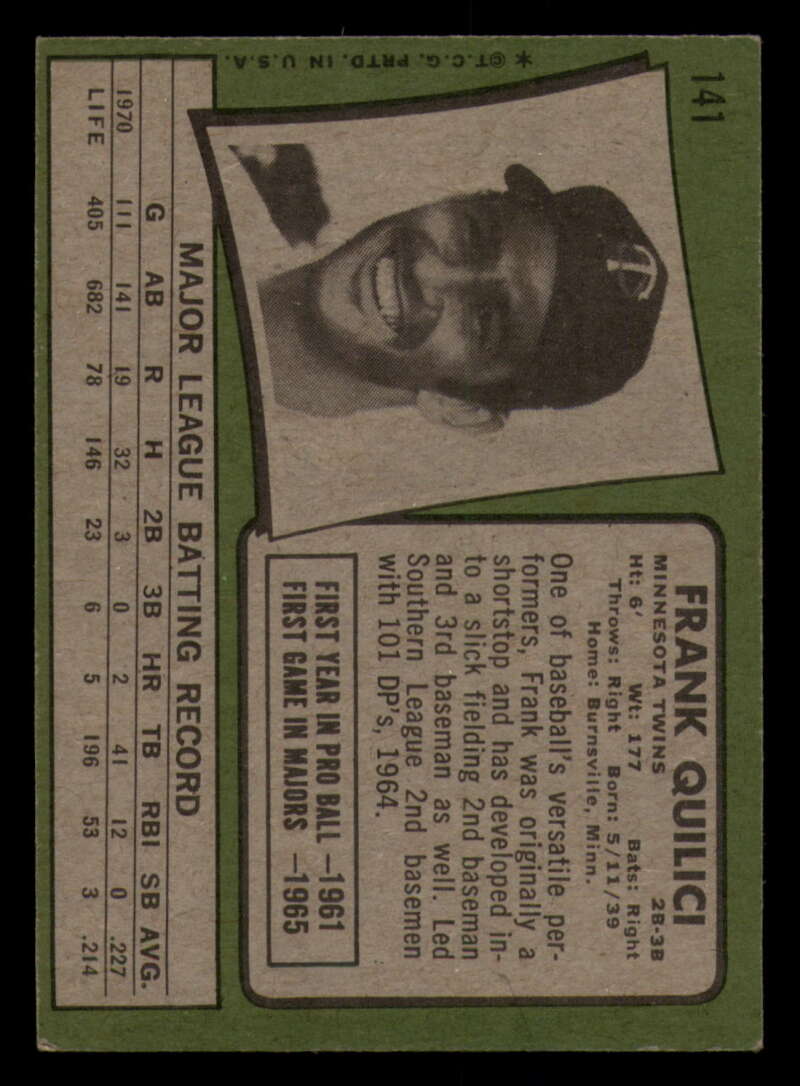 141
FRANK QUILICI
MINNESOTA TWINS 2B-3B
Ht: 6' Wt: 177 Bats: Right
Throws: Right Born: 5/11/39
Home: Burnsville, Minn.
One of baseball's versatile per-
formers, Frank was originally a
shortstop and has developed in-
to a slick fielding 2nd baseman
and 3rd baseman as well. Led
Southern League 2nd basemen
with 101 DP's, 1964.
FIRST YEAR IN PRO BALL —1961
FIRST GAME IN MAJORS —1965
MAJOR LEAGUE BATTING RECORD
G AB R H 2B 3B HR TB RBI SB AVG.
1970 111 141 19 32 3 0 2 41 12 0 .227
LIFE 405 682 78 146 23 6 5 196 53 3 .214
* ©T.C.G. PRTD. IN U.S.A.
TC